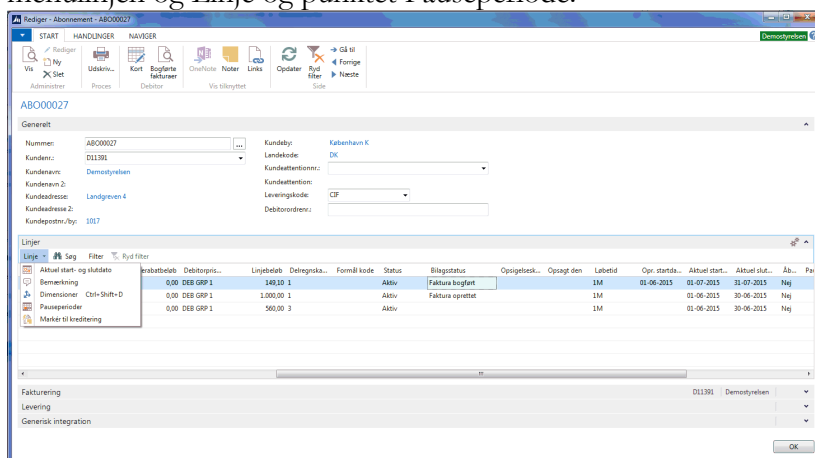 menulinjen og Linje og punktet Pauseperiode.
Rediger - Abonnement - ABO00027
START HANDLINGER NAVIGER
Demostyrelsen
Vis
Rediger
Ny
Slet
Administrer
Udskriv...
Proces
Kort
Bogførte fakturaer
Debitor
OneNote
Noter
Links
Vis tilknyttet
Opdater
Ryd filter
Gå til
Forrige
Næste
Side
ABO00027
Generelt
Nummer: ABO00027 ...
Kundenr.: D11391
Kundenavn: Demostyrelsen
Kundenavn 2:
Kundeadresse: Landgreven 4
Kundeadresse 2:
Kundepostnr./by: 1017
Kundeby: København K
Landekode: DK
Kundeattentionnr.:
Kundeattention:
Leveringskode: CIF
Debitorordrenr.:
Linjer
Linje Søg Filter Ryd filter
Aktuel start- og slutdato
Bemærkning
Dimensioner Ctrl+Shift+D
Pauseperioder
Markér til kreditering
erabatbeløb Debitorpris... Linjebeløb Delregnska... Formål kode Status Bilagsstatus Opsigelsesk... Opsagt den Løbetid Opr. startda... Aktuel start... Aktuel slut... Åb... Pa
0,00 DEB GRP 1 149,10 1 Aktiv Faktura bogført 1M 01-06-2015 01-07-2015 31-07-2015 Nej
0,00 DEB GRP 1 1.000,00 1 Aktiv Faktura oprettet 1M 01-06-2015 30-06-2015 Nej
0,00 DEB GRP 1 560,00 3 Aktiv 1M 01-06-2015 30-06-2015 Nej
Fakturering D11391 Demostyrelsen
Levering
Generisk integration
OK